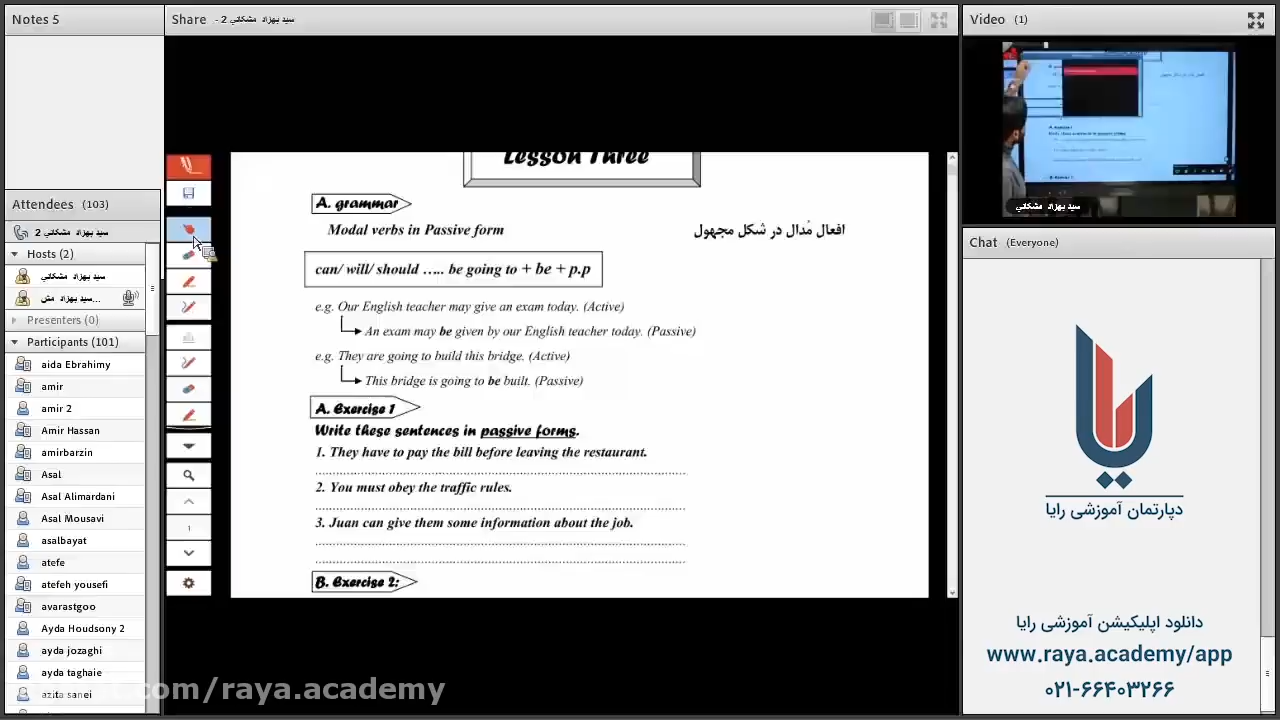 Notes 5
Share - سید بهزاد مشکاتي 2
Video (1)
سيد بهزاد مشكاتي
Attendees (103)
سید بهزاد مشکاتي 2
Hosts (2)
سید بهزاد مشکاتي
سید بهزاد مش...
Presenters (0)
Participants (101)
aida Ebrahimy
amir
amir 2
Amir Hassan
amirbarzin
Asal
Asal Alimardani
Asal Mousavi
asalbayat
atefe
atefeh yousefi
avarastgoo
Ayda Houdsony 2
ayda jozaghi
ayda taghaie
azita sanei
Lesson Three
A. grammar
Modal verbs in Passive form
افعال مُدال در شکل مجهول
can/ will/ should ….. be going to + be + p.p
e.g. Our English teacher may give an exam today. (Active)
An exam may be given by our English teacher today. (Passive)
e.g. They are going to build this bridge. (Active)
This bridge is going to be built. (Passive)
A. Exercise 1
Write these sentences in passive forms.
1. They have to pay the bill before leaving the restaurant.
2. You must obey the traffic rules.
3. Juan can give them some information about the job.
B. Exercise 2:
1
Chat (Everyone)
دپارتمان آموزشی رایا
دانلود اپلیکیشن آموزشی رایا
www.raya.academy/app
۰۲۱-۶۶۴۰۳۲۶۶
.com/raya.academy